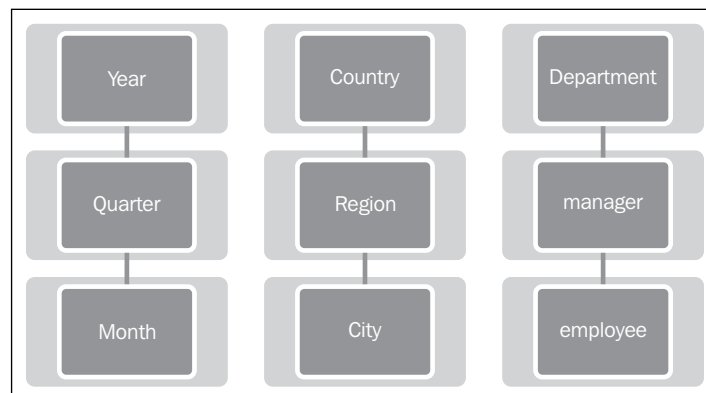 Year
Country
Department
Quarter
Region
manager
Month
City
employee